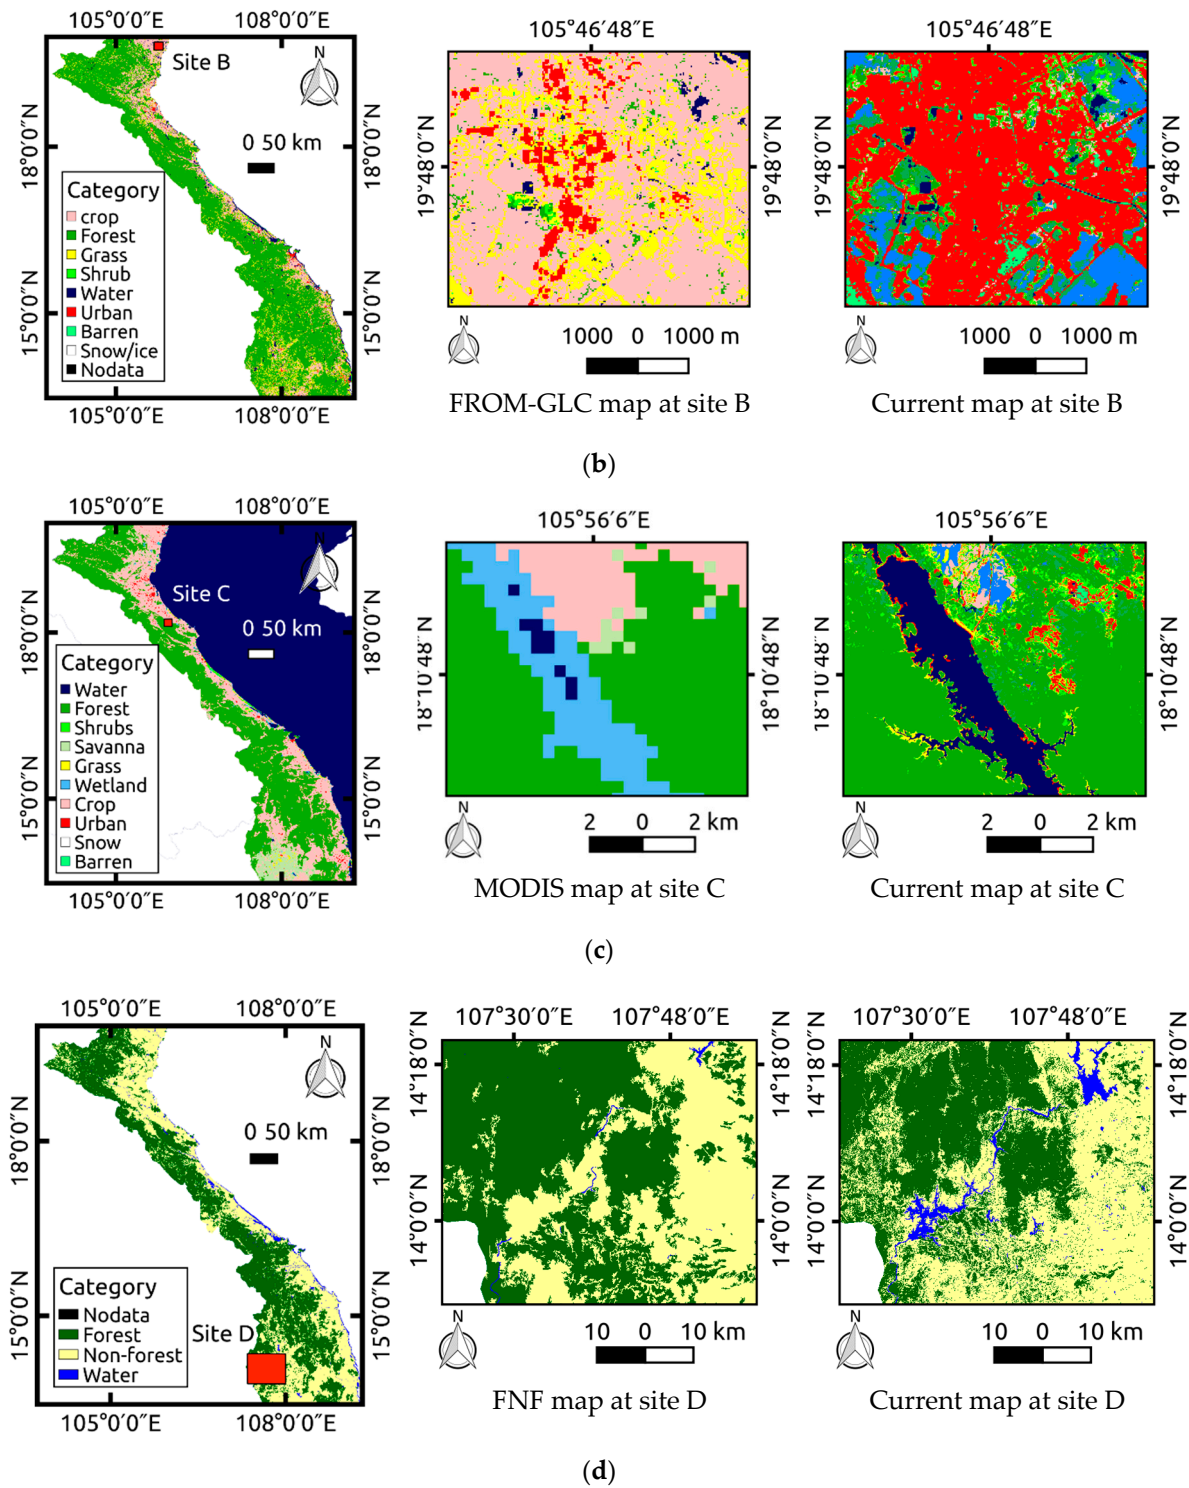 105°0′0″E 108°0′0″E
Site B
N
0 50 km
18°0′0″N
15°0′0″N
18°0′0″N
15°0′0″N
Category
crop
Forest
Grass
Shrub
Water
Urban
Barren
Snow/ice
Nodata
105°0′0″E 108°0′0″E
105°46′48″E
19°48′0″N
19°48′0″N
N
1000 0 1000 m
FROM-GLC map at site B
105°46′48″E
19°48′0″N
19°48′0″N
N
1000 0 1000 m
Current map at site B
(b)
105°0′0″E 108°0′0″E
N
Site C
0 50 km
18°0′0″N
15°0′0″N
18°0′0″N
15°0′0″N
Category
Water
Forest
Shrubs
Savanna
Grass
Wetland
Crop
Urban
Snow
Barren
105°0′0″E 108°0′0″E
105°56′6″E
18°10′48″N
18°10′48″N
N
2 0 2 km
MODIS map at site C
105°56′6″E
18°10′48″N
18°10′48″N
N
2 0 2 km
Current map at site C
(c)
105°0′0″E 108°0′0″E
N
0 50 km
18°0′0″N
15°0′0″N
18°0′0″N
15°0′0″N
Category
Nodata
Forest
Non-forest
Water
Site D
105°0′0″E 108°0′0″E
107°30′0″E 107°48′0″E
14°18′0″N
14°0′0″N
14°18′0″N
14°0′0″N
N
10 0 10 km
FNF map at site D
107°30′0″E 107°48′0″E
14°18′0″N
14°0′0″N
14°18′0″N
14°0′0″N
N
10 0 10 km
Current map at site D
(d)